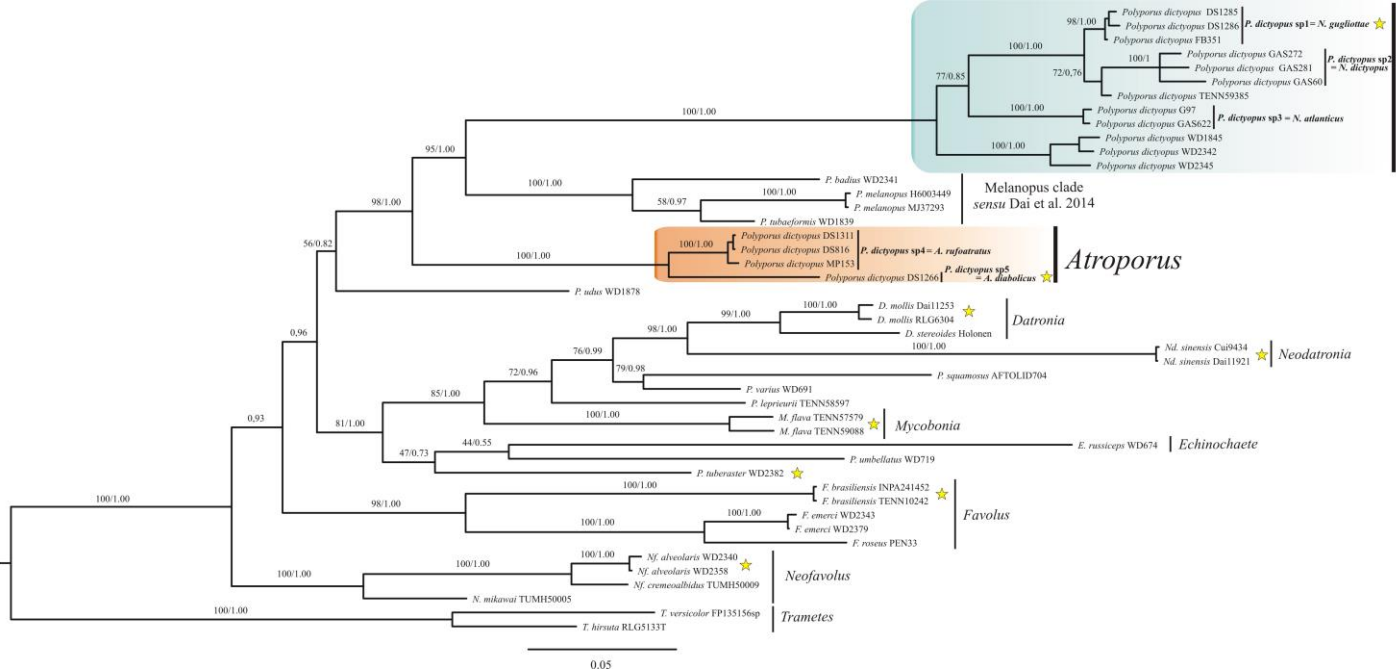 Polyporus dictyopus DS1285
98/1.00
Polyporus dictyopus DS1286
P. dictyopus sp1 = N. gugliottae
Polyporus dictyopus FB351
100/1.00
Polyporus dictyopus GAS272
100/1
Polyporus dictyopus GAS281
P. dictyopus sp2
= N. dictyopus
77/0.85
72/0,76
Polyporus dictyopus GAS60
Polyporus dictyopus TENN59385
100/1.00
Polyporus dictyopus G97
100/1.00
Polyporus dictyopus GAS622
P. dictyopus sp3 = N. atlanticus
Polyporus dictyopus WD1845
100/1.00
Polyporus dictyopus WD2342
95/1.00
Polyporus dictyopus WD2345
P. badius WD2341
100/1.00
100/1.00
P. melanopus H6003449
Melanopus clade
sensu Dai et al. 2014
58/0.97
P. melanopus MJ37293
98/1.00
P. tubaeformis WD1839
Polyporus dictyopus DS1311
100/1.00
Polyporus dictyopus DS816
P. dictyopus sp4 = A. rufoatratus
56/0.82
100/1.00
Polyporus dictyopus MP153
Atroporus
Polyporus dictyopus DS1266
P. dictyopus sp5
= A. diabolicus
P. udus WD1878
D. mollis Dai11253
100/1.00
99/1.00
D. mollis RLG6304
Datronia
98/1.00
D. stereoides Holonen
0,96
100/1.00
Nd. sinensis Cui9434
Neodatronia
76/0.99
Nd. sinensis Dai11921
79/0.98
P. squamosus AFTOLID704
72/0.96
P. varius WD691
85/1.00
P. leprieurii TENN58597
100/1.00
M. flava TENN57579
Mycobonia
0,93
81/1.00
M. flava TENN59088
44/0.55
E. russiceps WD674
Echinochaete
47/0.73
P. umbellatus WD719
P. tuberaster WD2382
100/1.00
F. brasiliensis INPA241452
100/1.00
98/1.00
F. brasiliensis TENN10242
100/1.00
F. emerci WD2343
Favolus
100/1.00
F. emerci WD2379
F. roseus PEN33
100/1.00
Nf. alveolaris WD2340
100/1.00
Nf. alveolaris WD2358
100/1.00
Nf. cremeoalbidus TUMH50009
Neofavolus
N. mikawai TUMH50005
100/1.00
T. versicolor FP135156sp
Trametes
T. hirsuta RLG5133T
0.05